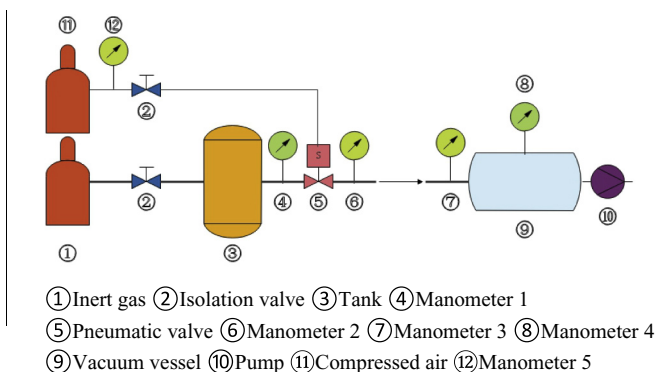 ⑪ ⑫
②
⑧
S
② ④ ⑤ ⑥ ⑦ ⑨ ⑩
① ③
①Inert gas ②Isolation valve ③Tank ④Manometer 1
⑤Pneumatic valve ⑥Manometer 2 ⑦Manometer 3 ⑧Manometer 4
⑨Vacuum vessel ⑩Pump ⑪Compressed air ⑫Manometer 5